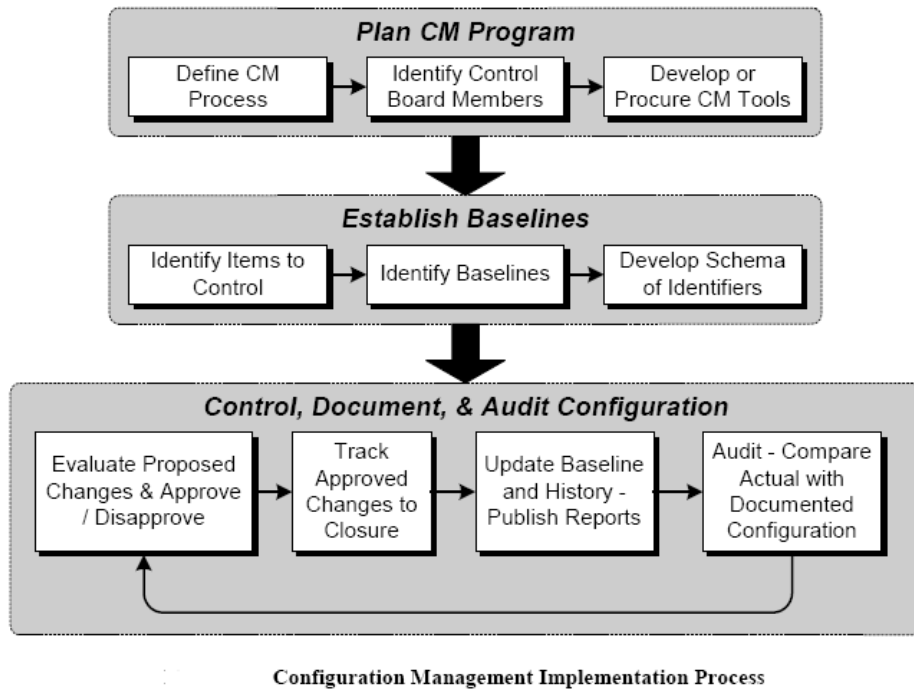 Plan CM Program
Define CM
Process
Identify Control
Board Members
Develop or
Procure CM Tools
Establish Baselines
Identify Items to
Control
Identify Baselines
Develop Schema
of Identifiers
Control, Document, & Audit Configuration
Evaluate Proposed
Changes & Approve
/ Disapprove
Track
Approved
Changes to
Closure
Update Baseline
and History -
Publish Reports
Audit - Compare
Actual with
Documented
Configuration
Configuration Management Implementation Process